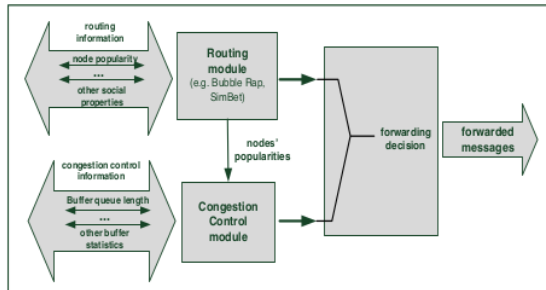 routing
information
node popularity
...
other social
properties
Routing
module
(e.g. Bubble Rap,
SimBet)
nodes'
popularities
congestion control
information
Buffer queue length
...
other buffer
statistics
Congestion
Control
module
forwarding
decision
forwarded
messages